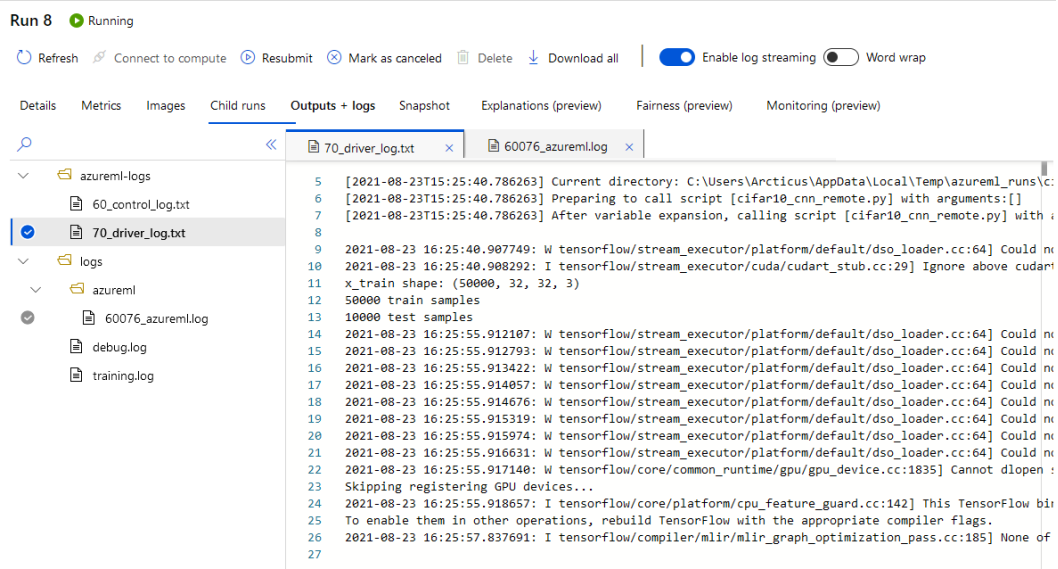 Run 8 Running
Refresh Connect to compute Resubmit Mark as canceled Delete Download all Enable log streaming Word wrap
Details Metrics Images Child runs Outputs + logs Snapshot Explanations (preview) Fairness (preview) Monitoring (preview)
70_driver_log.txt 60076_azureml.log
azureml-logs
60_control_log.txt
70_driver_log.txt
logs
azureml
60076_azureml.log
debug.log
training.log
5 [2021-08-23T15:25:40.786263] Current directory: C:\Users\Arcticus\AppData\Local\Temp\azureml_runs\ci
6 [2021-08-23T15:25:40.786263] Preparing to call script [cifar10_cnn_remote.py] with arguments:[]
7 [2021-08-23T15:25:40.786263] After variable expansion, calling script [cifar10_cnn_remote.py] with a
8
9 2021-08-23 16:25:40.907749: W tensorflow/stream_executor/platform/default/dso_loader.cc:64] Could no
10 2021-08-23 16:25:40.908292: I tensorflow/stream_executor/cuda/cudart_stub.cc:29] Ignore above cudart
11 x_train shape: (50000, 32, 32, 3)
12 50000 train samples
13 10000 test samples
14 2021-08-23 16:25:55.912107: W tensorflow/stream_executor/platform/default/dso_loader.cc:64] Could no
15 2021-08-23 16:25:55.912793: W tensorflow/stream_executor/platform/default/dso_loader.cc:64] Could no
16 2021-08-23 16:25:55.913422: W tensorflow/stream_executor/platform/default/dso_loader.cc:64] Could no
17 2021-08-23 16:25:55.914057: W tensorflow/stream_executor/platform/default/dso_loader.cc:64] Could no
18 2021-08-23 16:25:55.914676: W tensorflow/stream_executor/platform/default/dso_loader.cc:64] Could no
19 2021-08-23 16:25:55.915319: W tensorflow/stream_executor/platform/default/dso_loader.cc:64] Could no
20 2021-08-23 16:25:55.915974: W tensorflow/stream_executor/platform/default/dso_loader.cc:64] Could no
21 2021-08-23 16:25:55.916631: W tensorflow/stream_executor/platform/default/dso_loader.cc:64] Could no
22 2021-08-23 16:25:55.917140: W tensorflow/core/common_runtime/gpu/gpu_device.cc:1835] Cannot dlopen s
23 Skipping registering GPU devices...
24 2021-08-23 16:25:55.918657: I tensorflow/core/platform/cpu_feature_guard.cc:142] This TensorFlow bin
25 To enable them in other operations, rebuild TensorFlow with the appropriate compiler flags.
26 2021-08-23 16:25:57.837691: I tensorflow/compiler/mlir/mlir_graph_optimization_pass.cc:185] None of
27